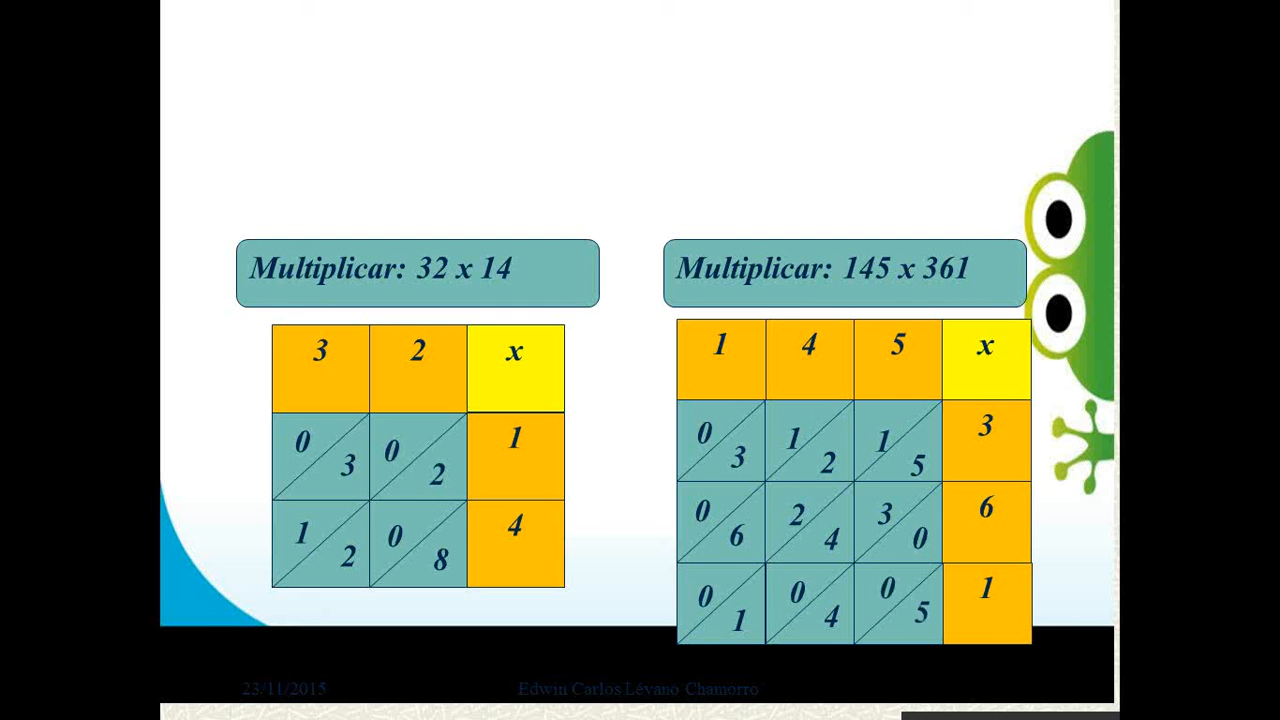 Multiplicar: 32 x 14
3 2 x
0 3 0 2 1
1 2 0 8 4
Multiplicar: 145 x 361
1 4 5 x
0 3 1 2 1 5 3
0 6 2 4 3 0 6
0 1 0 4 0 5 1
23/11/2015
Edwin Carlos Lévano Chamorro